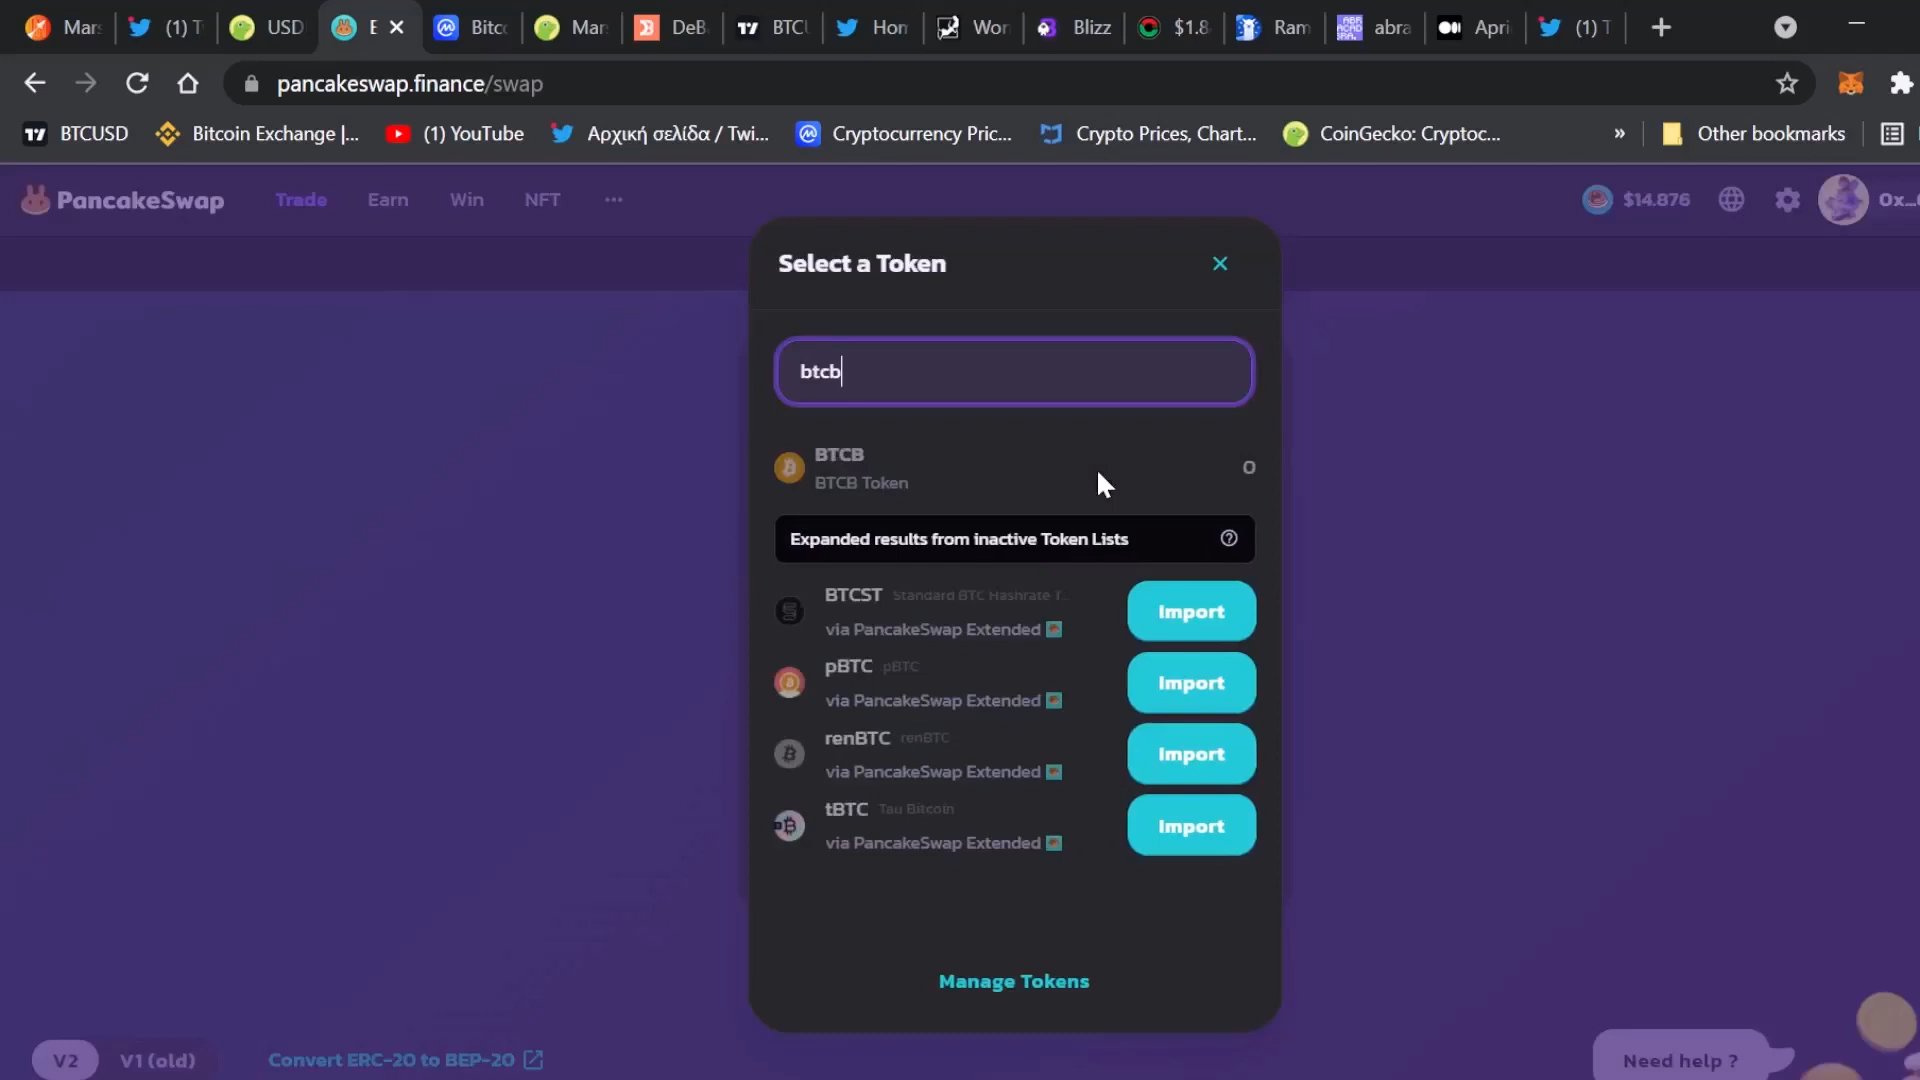 Mar
(1) T
USD
E
Bitc
Mar
DeB
BTCU
Hom
Wor
Blizz
$1.8
Ram
abra
Apri
(1) T
pancakeswap.finance/swap
BTCUSD
Bitcoin Exchange |...
(1) YouTube
Αρχική σελίδα / Twi...
Cryptocurrency Pric...
Crypto Prices, Chart...
CoinGecko: Cryptoc...
»
Other bookmarks
PancakeSwap
Trade
Earn
Win
NFT
$14.876
0x...
Select a Token
btcb
BTCB
0
BTCB Token
Expanded results from inactive Token Lists
BTCST Standard BTC Hashrate T...
via PancakeSwap Extended
Import
pBTC pBTC
via PancakeSwap Extended
Import
renBTC renBTC
via PancakeSwap Extended
Import
tBTC Tau Bitcoin
via PancakeSwap Extended
Import
Manage Tokens
V2
V1 (old)
Convert ERC-20 to BEP-20
Need help ?